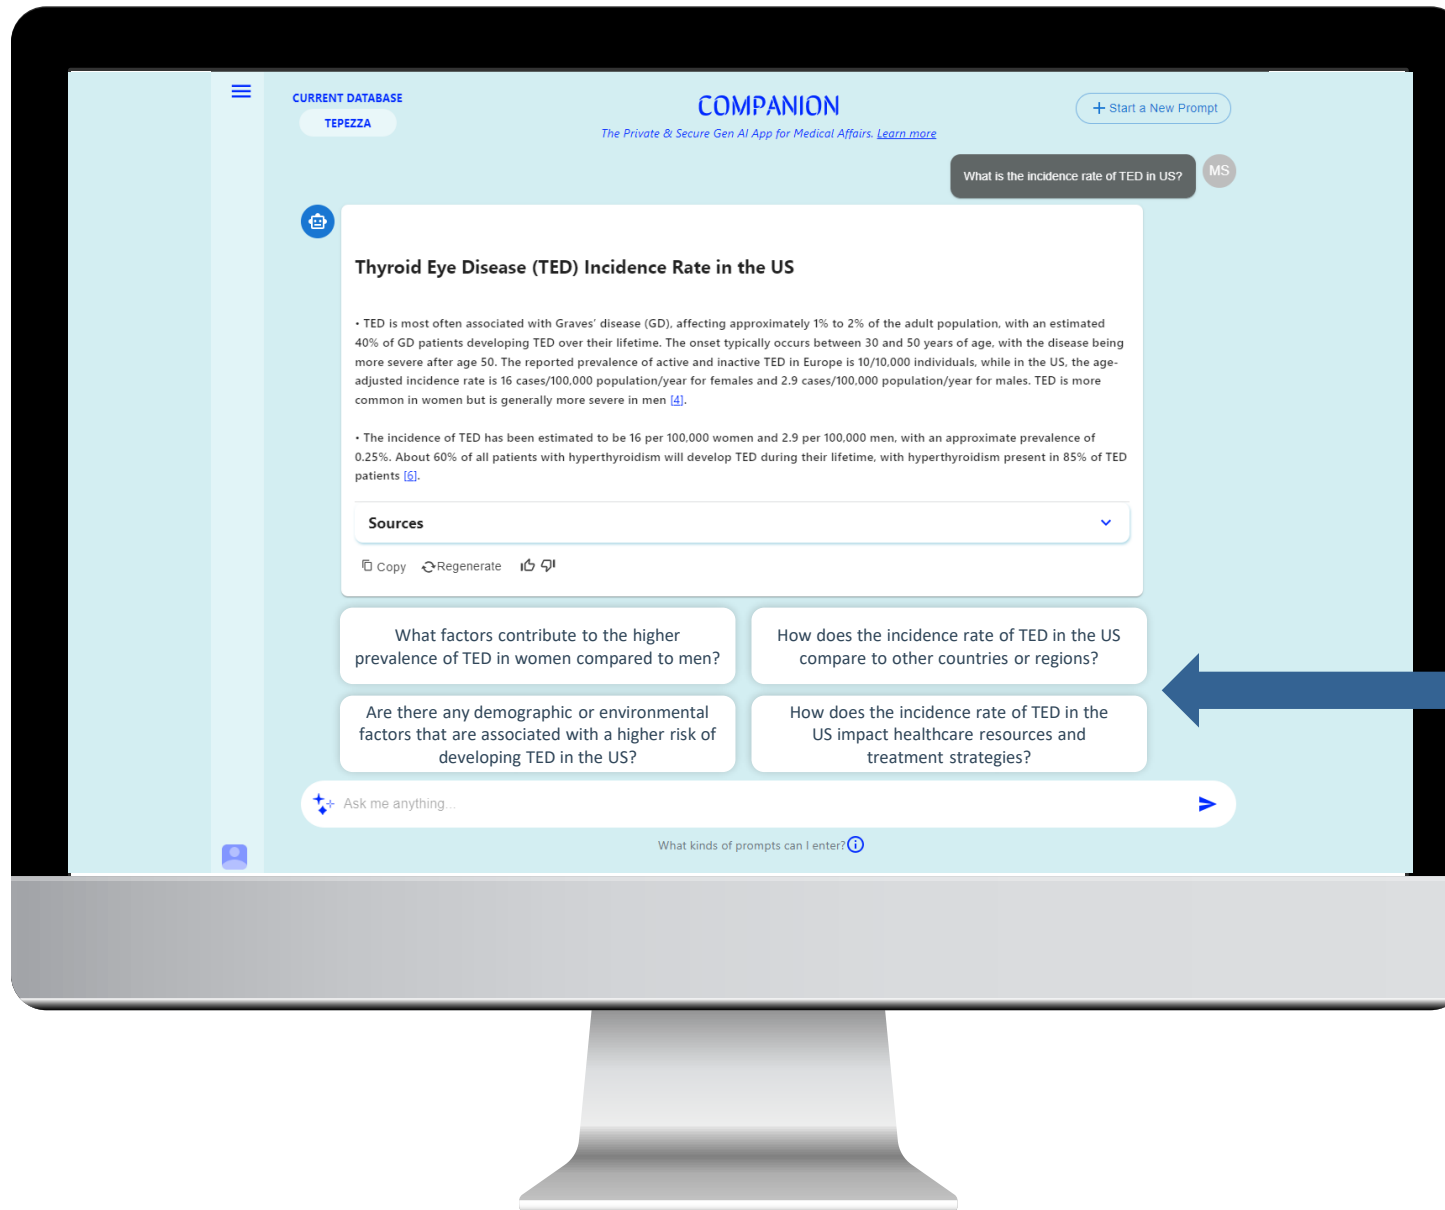 CURRENT DATABASE
TEPEZZA
COMPANION
The Private & Secure Gen AI App for Medical Affairs. Learn more
+ Start a New Prompt
What is the incidence rate of TED in US?
MS
Thyroid Eye Disease (TED) Incidence Rate in the US
• TED is most often associated with Graves’ disease (GD), affecting approximately 1% to 2% of the adult population, with an estimated
40% of GD patients developing TED over their lifetime. The onset typically occurs between 30 and 50 years of age, with the disease being
more severe after age 50. The reported prevalence of active and inactive TED in Europe is 10/10,000 individuals, while in the US, the age-
adjusted incidence rate is 16 cases/100,000 population/year for females and 2.9 cases/100,000 population/year for males. TED is more
common in women but is generally more severe in men [4].
• The incidence of TED has been estimated to be 16 per 100,000 women and 2.9 per 100,000 men, with an approximate prevalence of
0.25%. About 60% of all patients with hyperthyroidism will develop TED during their lifetime, with hyperthyroidism present in 85% of TED
patients [6].
Sources
Copy
Regenerate
What factors contribute to the higher
prevalence of TED in women compared to men?
How does the incidence rate of TED in the US
compare to other countries or regions?
Are there any demographic or environmental
factors that are associated with a higher risk of
developing TED in the US?
How does the incidence rate of TED in the
US impact healthcare resources and
treatment strategies?
Ask me anything...
What kinds of prompts can I enter?